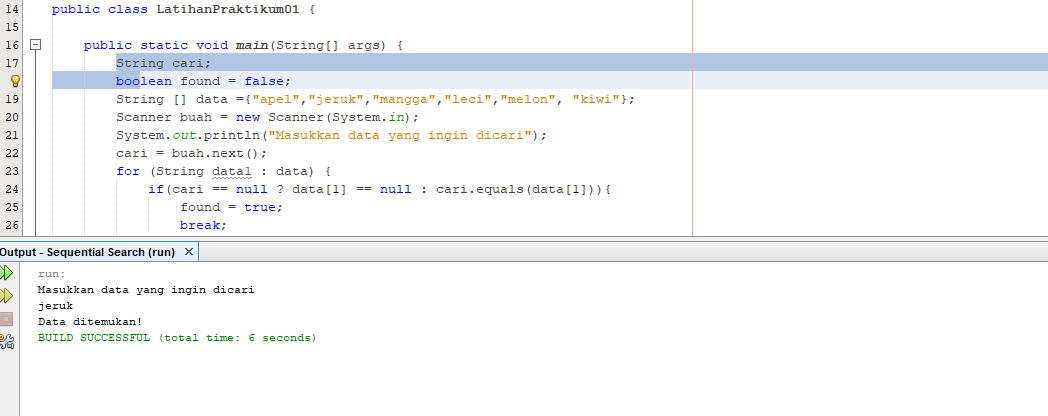 14 public class LatihanPraktikum01 {
15
16 public static void main(String[] args) {
17 String cari;
boolean found = false;
19 String [] data ={"apel","jeruk","mangga","leci","melon", "kiwi"};
20 Scanner buah = new Scanner(System.in);
21 System.out.println("Masukkan data yang ingin dicari");
22 cari = buah.next();
23 for (String data1 : data) {
24 if(cari == null ? data[1] == null : cari.equals(data[1])){
25 found = true;
26 break;
Output - Sequential Search (run) ×
run:
Masukkan data yang ingin dicari
jeruk
Data ditemukan!
BUILD SUCCESSFUL (total time: 6 seconds)